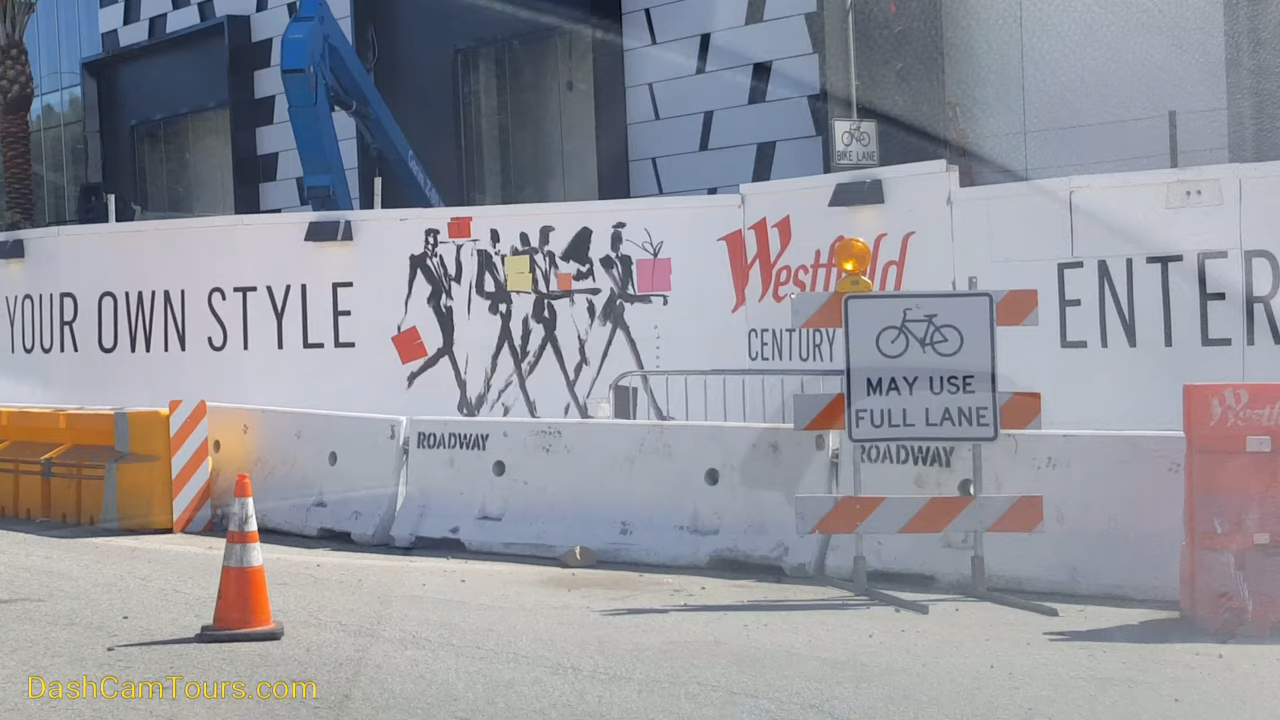 BIKE LANE
YOUR OWN STYLE
Westfield
CENTURY
ENTER
MAY USE
FULL LANE
ROADWAY
ROADWAY
DashCamTours.com